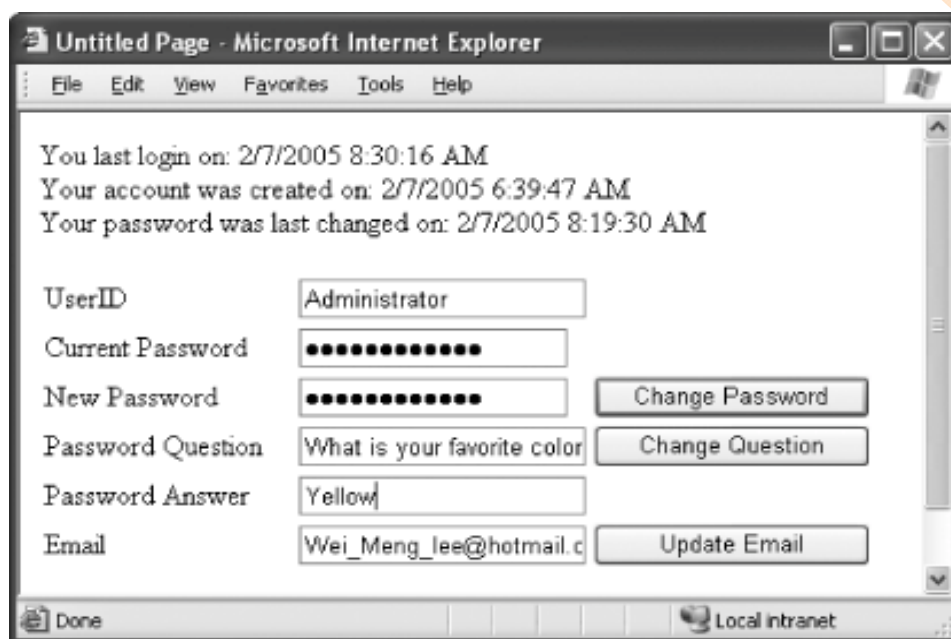 Untitled Page - Microsoft Internet Explorer
File Edit View Favorites Tools Help
You last login on: 2/7/2005 8:30:16 AM
Your account was created on: 2/7/2005 6:39:47 AM
Your password was last changed on: 2/7/2005 8:19:30 AM
UserID Administrator
Current Password ●●●●●●●●●●●●
New Password ●●●●●●●●●●●● Change Password
Password Question What is your favorite color Change Question
Password Answer Yellow
Email Wei_Meng_lee@hotmail.c Update Email
Done Local intranet